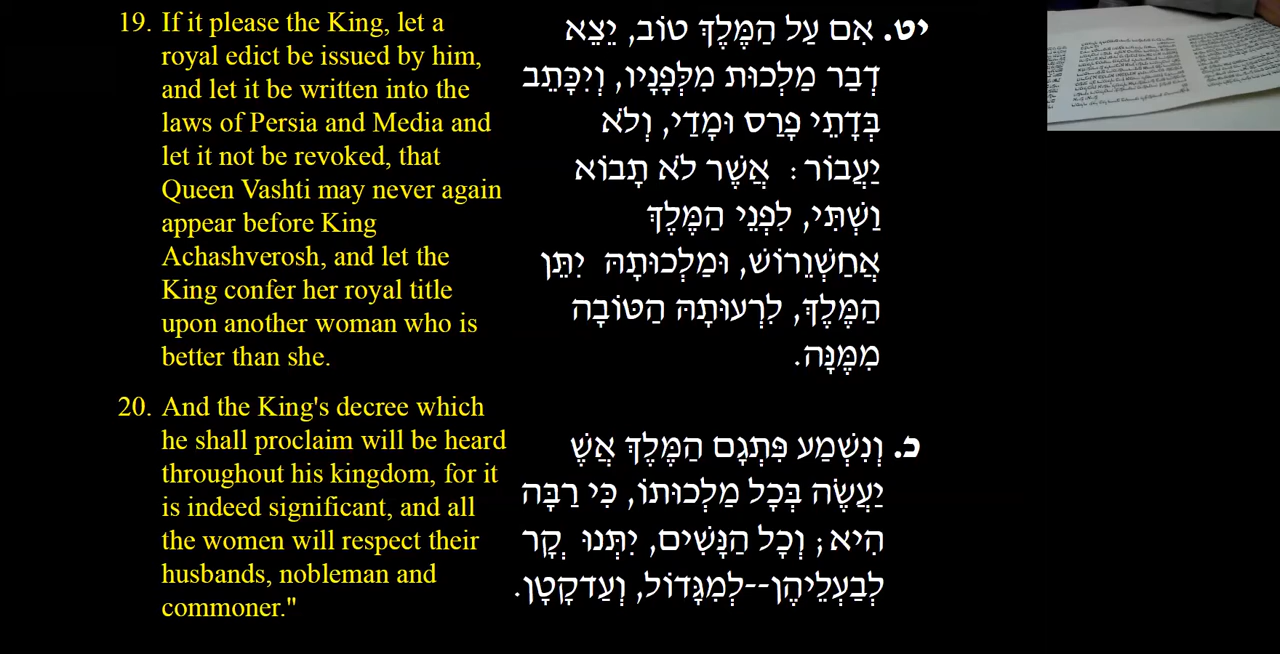 19. If it please the King, let a
royal edict be issued by him,
and let it be written into the
laws of Persia and Media and
let it not be revoked, that
Queen Vashti may never again
appear before King
Achashverosh, and let the
King confer her royal title
upon another woman who is
better than she.
20. And the King's decree which
he shall proclaim will be heard
throughout his kingdom, for it
is indeed significant, and all
the women will respect their
husbands, nobleman and
commoner."
יט. אִם עַל הַמֶּלֶךְ טוֹב, יֵצֵא
דְבַר מַלְכוּת מִלְּפָנָיו, וְיִכָּתֵב
בְּדָתֵי פָרַס וּמָדַי, וְלֹא
יַעֲבוֹר: אֲשֶׁר לֹא תָבוֹא
וַשְׁתִּי, לִפְנֵי הַמֶּלֶךְ
אֲחַשְׁוֵרוֹשׁ, וּמַלְכוּתָהּ יִתֵּן
הַמֶּלֶךְ, לִרְעוּתָהּ הַטּוֹבָה
מִמֶּנָּה.
כ. וְנִשְׁמַע פִּתְגָם הַמֶּלֶךְ אֲשֶׁ
יַעֲשֶׂה בְּכָל מַלְכוּתוֹ, כִּי רַבָּה
הִיא; וְכָל הַנָּשִׁים, יִתְּנוּ יְקָר
לְבַעְלֵיהֶן--לְמִגָּדוֹל, וְעַדקָטָן.